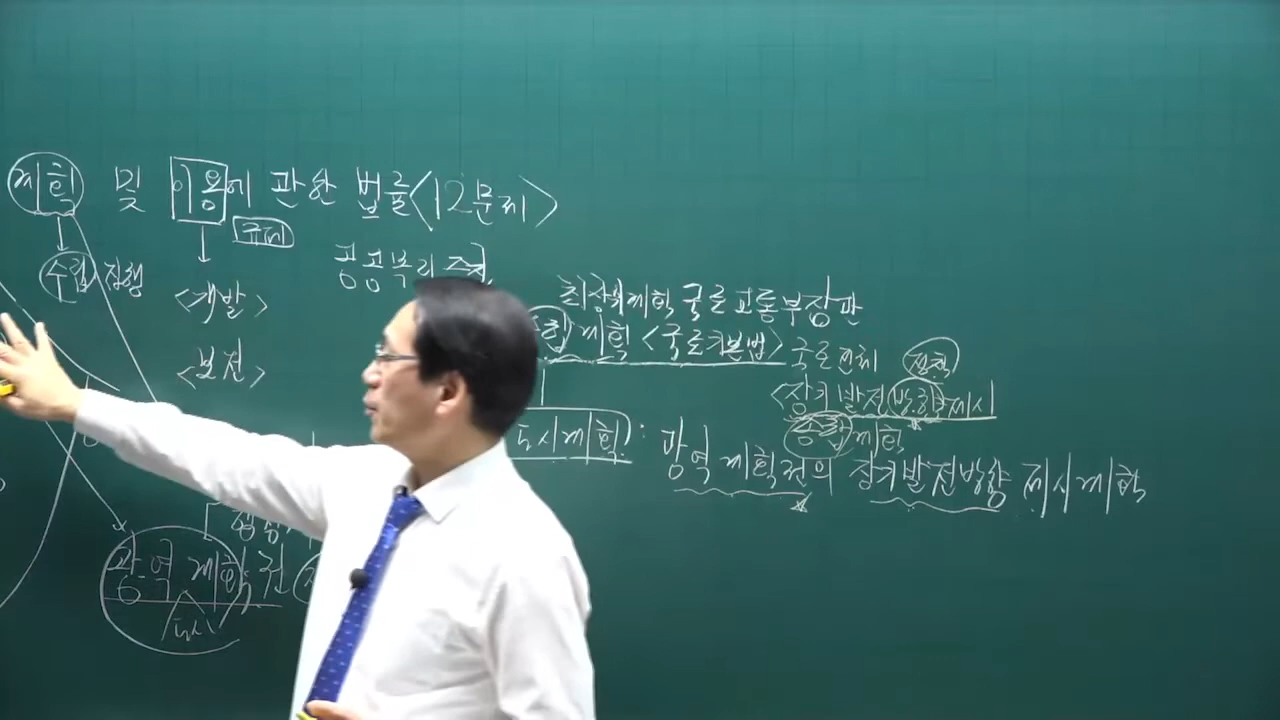 계획 및 이용에 관한 법률<12문제>
규제
수립 집행
<개발>
공공복리
<보전>
최상위계획 국토교통부장관
계획 <국토기본법> 국토전체
<장기발전방향제시
종합계획
도시계획: 광역계획권의 장기발전방향 제시계획
광역계획권
도시